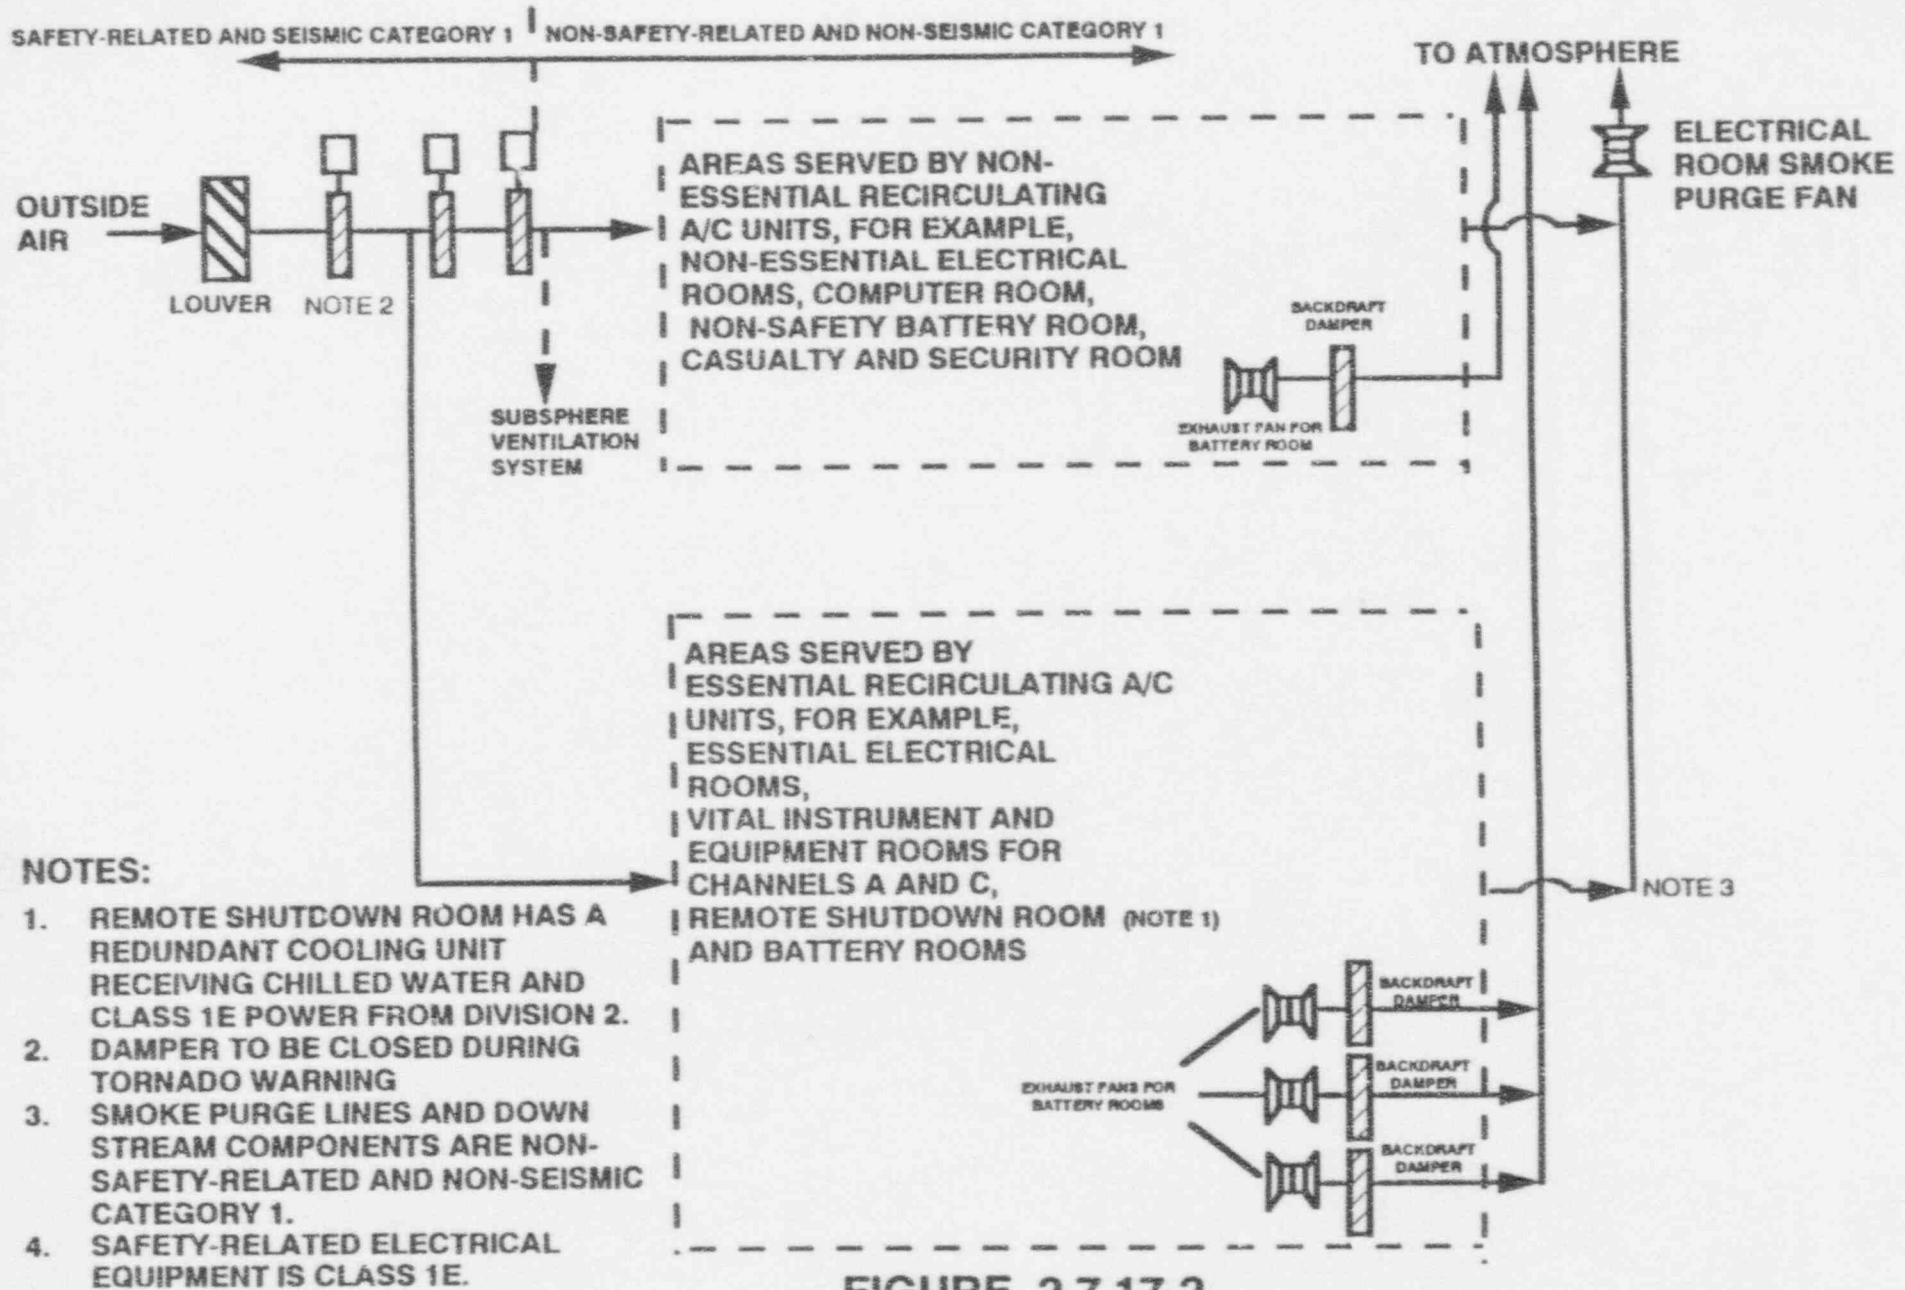 SAFETY-RELATED AND SEISMIC CATEGORY 1
NON-SAFETY-RELATED AND NON-SEISMIC CATEGORY 1
TO ATMOSPHERE
ELECTRICAL
ROOM SMOKE
PURGE FAN
OUTSIDE
AIR
LOUVER
NOTE 2
SUBSPHERE
VENTILATION
SYSTEM
AREAS SERVED BY NON-
ESSENTIAL RECIRCULATING
A/C UNITS, FOR EXAMPLE,
NON-ESSENTIAL ELECTRICAL
ROOMS, COMPUTER ROOM,
NON-SAFETY BATTERY ROOM,
CASUALTY AND SECURITY ROOM
BACKDRAFT
DAMPER
EXHAUST FAN FOR
BATTERY ROOM
AREAS SERVED BY
ESSENTIAL RECIRCULATING A/C
UNITS, FOR EXAMPLE,
ESSENTIAL ELECTRICAL
ROOMS,
VITAL INSTRUMENT AND
EQUIPMENT ROOMS FOR
CHANNELS A AND C,
REMOTE SHUTDOWN ROOM (NOTE 1)
AND BATTERY ROOMS
NOTE 3
BACKDRAFT
DAMPER
BACKDRAFT
DAMPER
BACKDRAFT
DAMPER
EXHAUST FANS FOR
BATTERY ROOMS
NOTES:
1. REMOTE SHUTDOWN ROOM HAS A
REDUNDANT COOLING UNIT
RECEIVING CHILLED WATER AND
CLASS 1E POWER FROM DIVISION 2.
2. DAMPER TO BE CLOSED DURING
TORNADO WARNING
3. SMOKE PURGE LINES AND DOWN
STREAM COMPONENTS ARE NON-
SAFETY-RELATED AND NON-SEISMIC
CATEGORY 1.
4. SAFETY-RELATED ELECTRICAL
EQUIPMENT IS CLASS 1E.
FIGURE 2.7.17-2